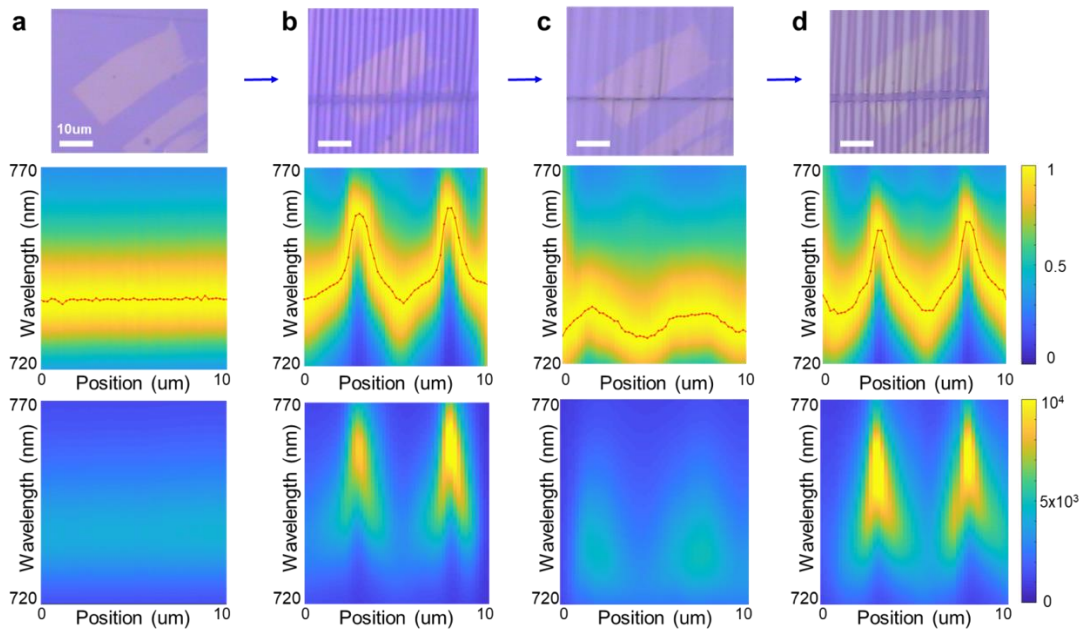 a b c d
10um
770 770 770 770 1
Wavelength (nm) Wavelength (nm) Wavelength (nm) Wavelength (nm) 0.5
720 720 720 720 0
0 Position (um) 10 0 Position (um) 10 0 Position (um) 10 0 Position (um) 10
770 770 770 770 10⁴
Wavelength (nm) Wavelength (nm) Wavelength (nm) Wavelength (nm) 5x10³
720 720 720 720 0
0 Position (um) 10 0 Position (um) 10 0 Position (um) 10 0 Position (um) 10